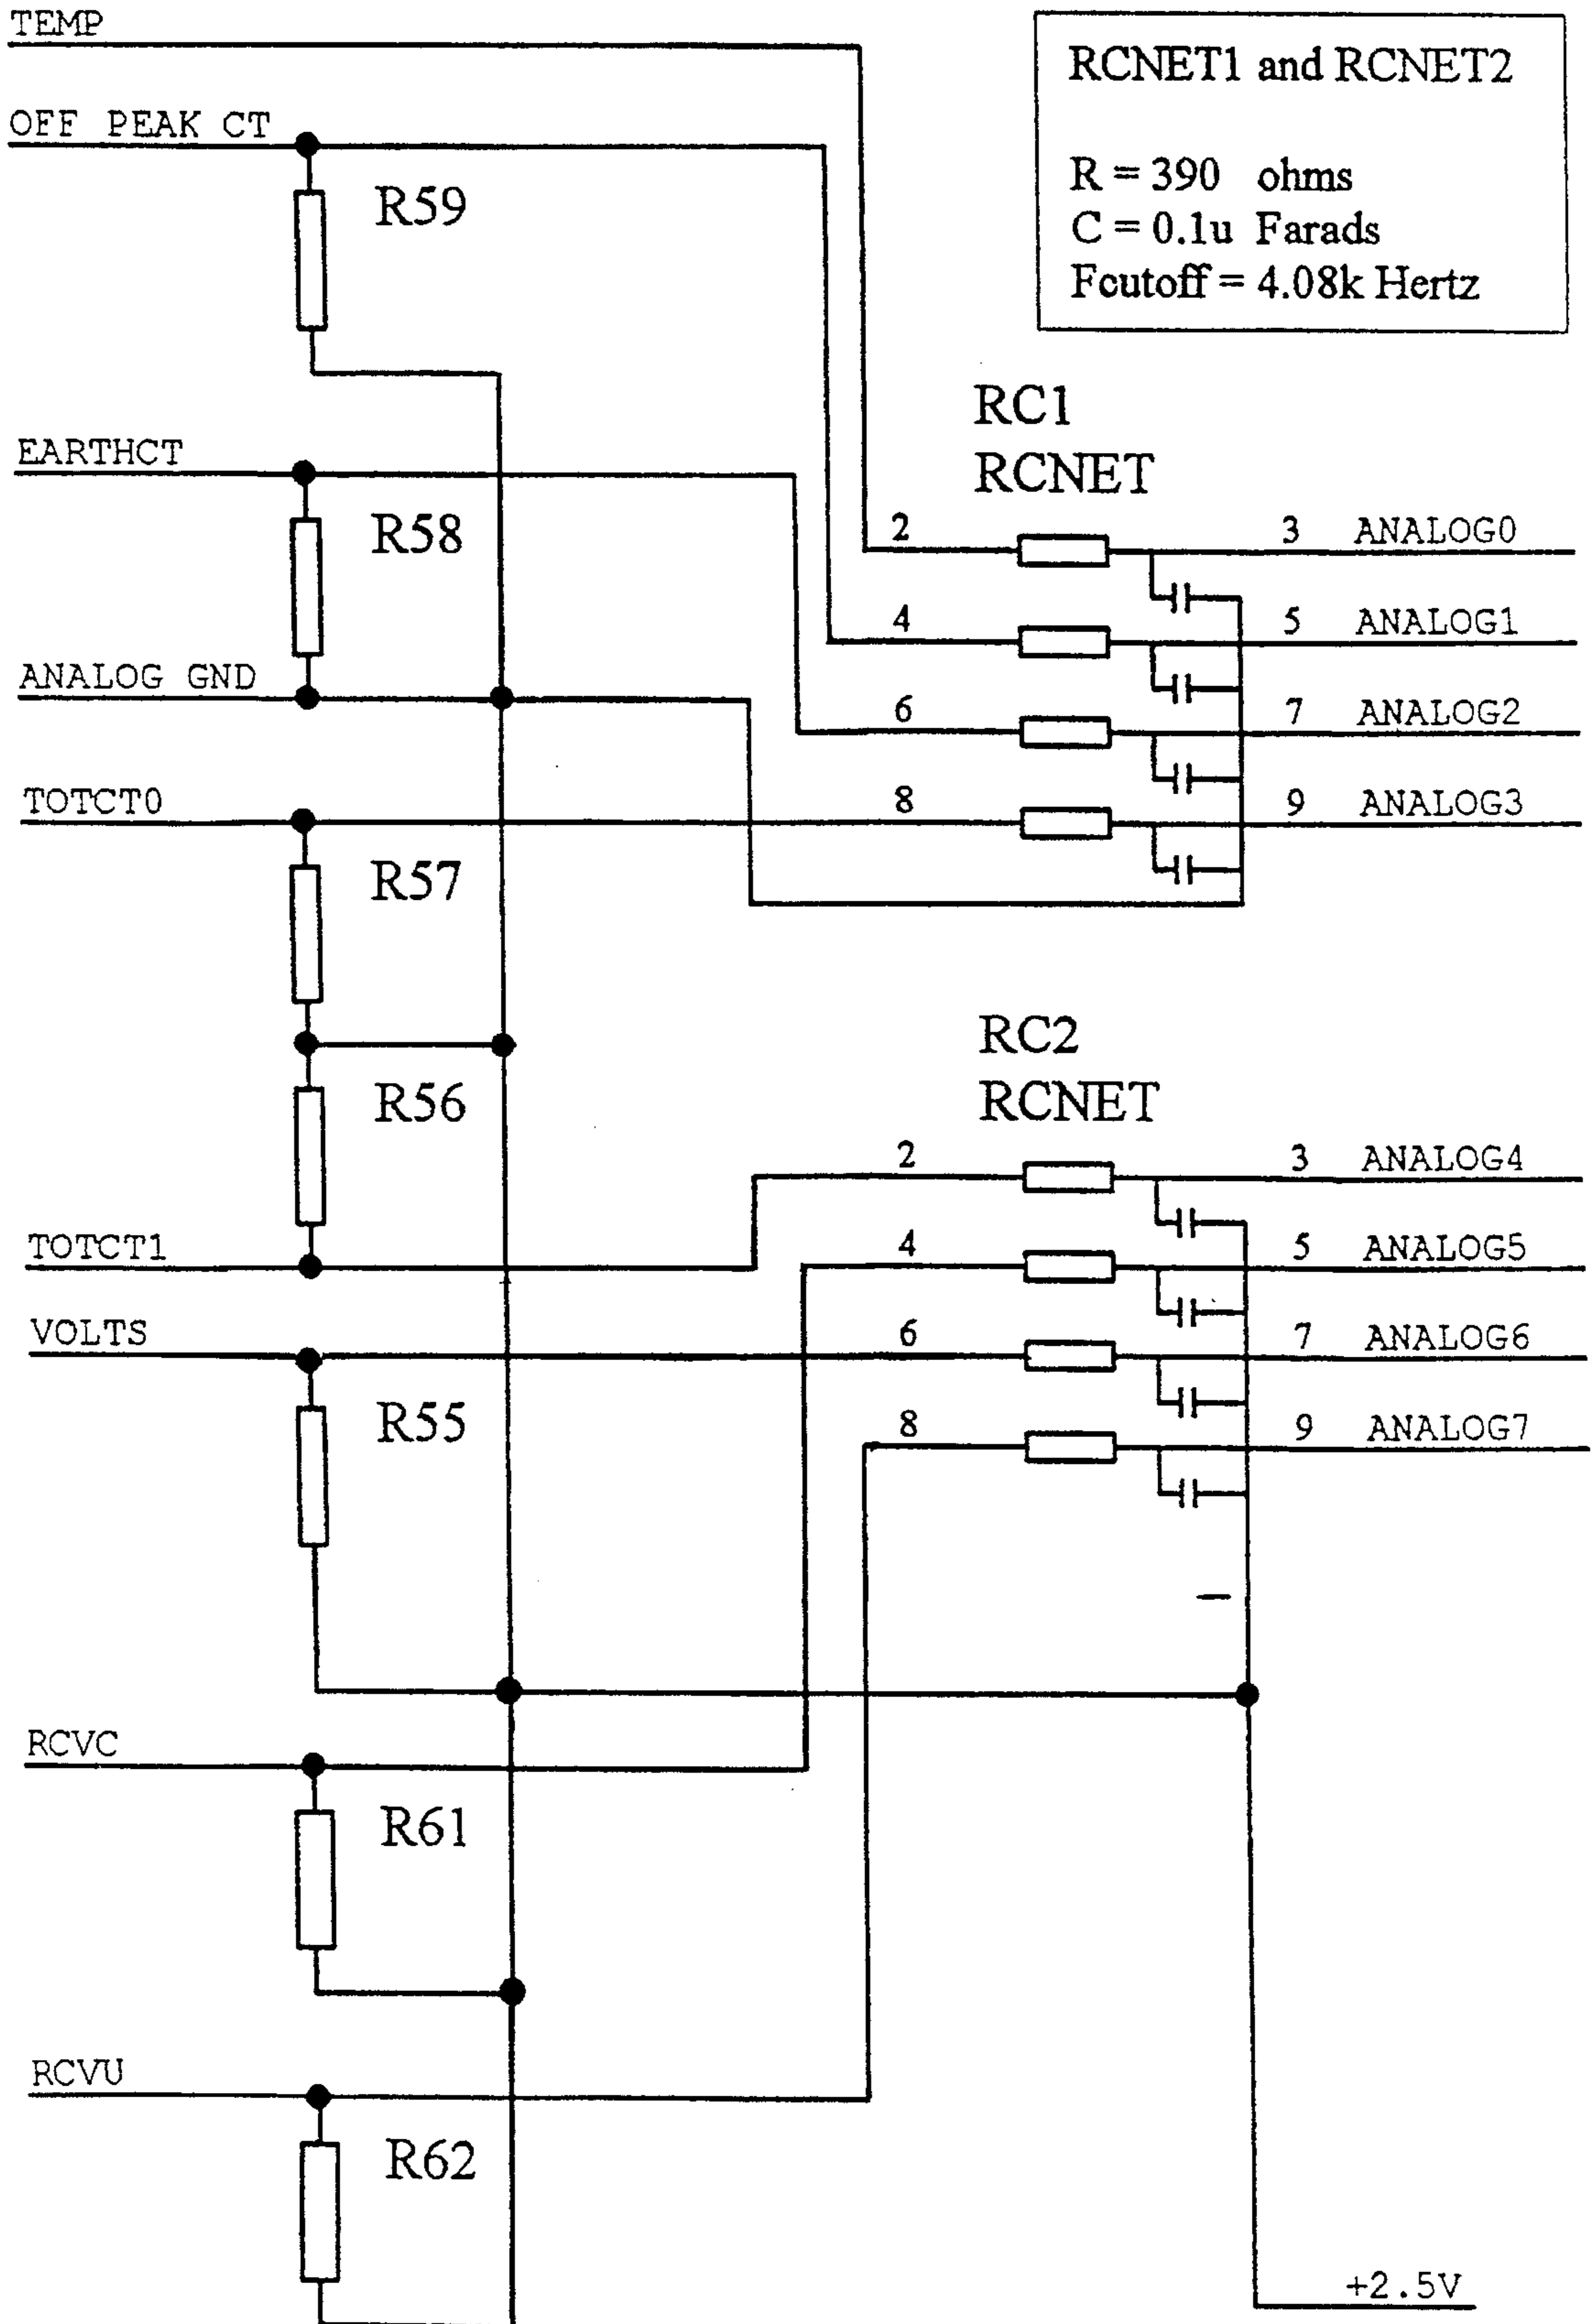 TEMP
RCNET1 and RCNET2
R = 390 ohms
C = 0.1u Farads
Fcutoff = 4.08k Hertz
OFF PEAK CT
R59
RC1
RCNET
EARTHCT
R58
2 3 ANALOG0
4 5 ANALOG1
ANALOG GND
6 7 ANALOG2
TOTCT0
8 9 ANALOG3
R57
RC2
RCNET
R56
2 3 ANALOG4
TOTCT1
4 5 ANALOG5
VOLTS
6 7 ANALOG6
R55
8 9 ANALOG7
RCVC
R61
RCVU
R62
+2.5V